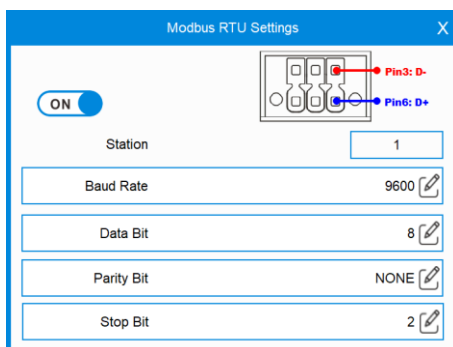 Modbus RTU Settings X
Pin3: D-
ON
Pin6: D+
Station 1
Baud Rate 9600
Data Bit 8
Parity Bit NONE
Stop Bit 2